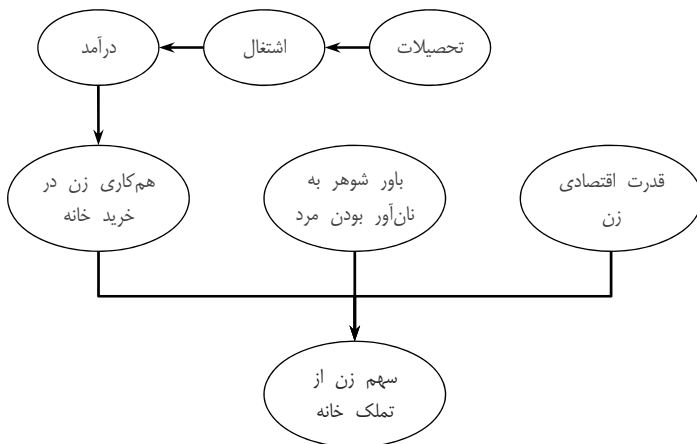 تحصیلات
اشتغال
درآمد
قدرت اقتصادی
زن
باور شوهر به
نان‌آور بودن مرد
هم‌کاری زن در
خرید خانه
سهم زن از
تملک خانه